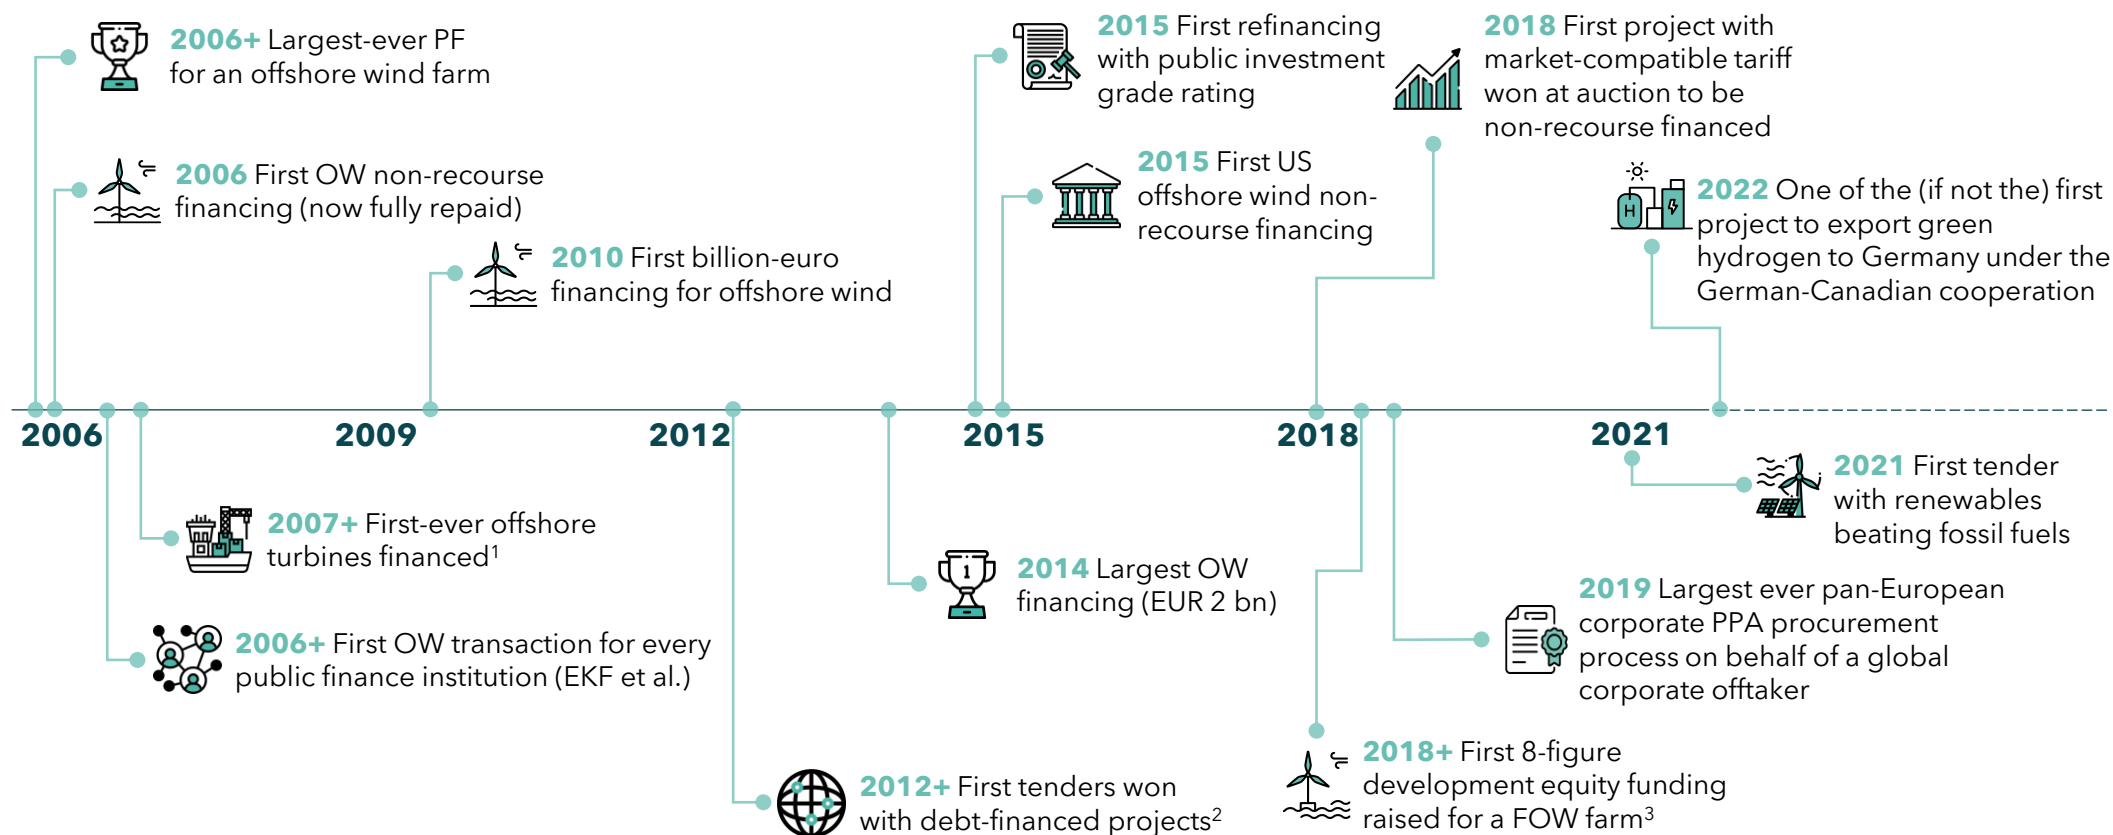 2006+ Largest-ever PF
for an offshore wind farm
2006 First OW non-recourse
financing (now fully repaid)
2010 First billion-euro
financing for offshore wind
2015 First refinancing
with public investment
grade rating
2015 First US
offshore wind non-
recourse financing
2018 First project with
market-compatible tariff
won at auction to be
non-recourse financed
H
2022 One of the (if not the) first
project to export green
hydrogen to Germany under the
German-Canadian cooperation
2006
2009
2012
2015
2018
2021
2007+ First-ever offshore
turbines financed1
2006+ First OW transaction for every
public finance institution (EKF et al.)
2012+ First tenders won
with debt-financed projects2
1
2014 Largest OW
financing (EUR 2 bn)
2018+ First 8-figure
development equity funding
raised for a FOW farm3
2019 Largest ever pan-European
corporate PPA procurement
process on behalf of a global
corporate offtaker
2021 First tender
with renewables
beating fossil fuels